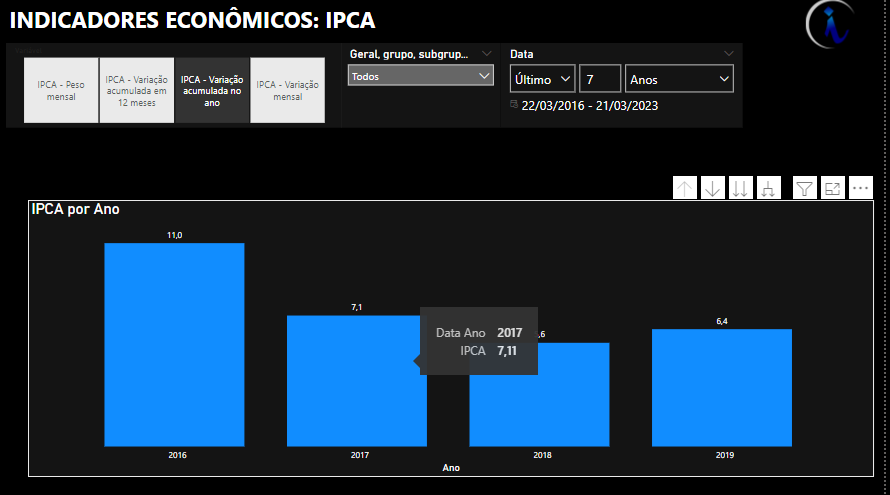 INDICADORES ECONÔMICOS: IPCA
IPCA - Peso
mensal
IPCA - Variação
acumulada em
12 meses
IPCA - Variação
acumulada no
ano
IPCA - Variação
mensal
Geral, grupo, subgrup...
Todos
Data
Último
7
Anos
22/03/2016 - 21/03/2023
IPCA por Ano
11,0
7,1
,6
6,4
Data Ano 2017
IPCA 7,11
2016
2017
2018
2019
Ano